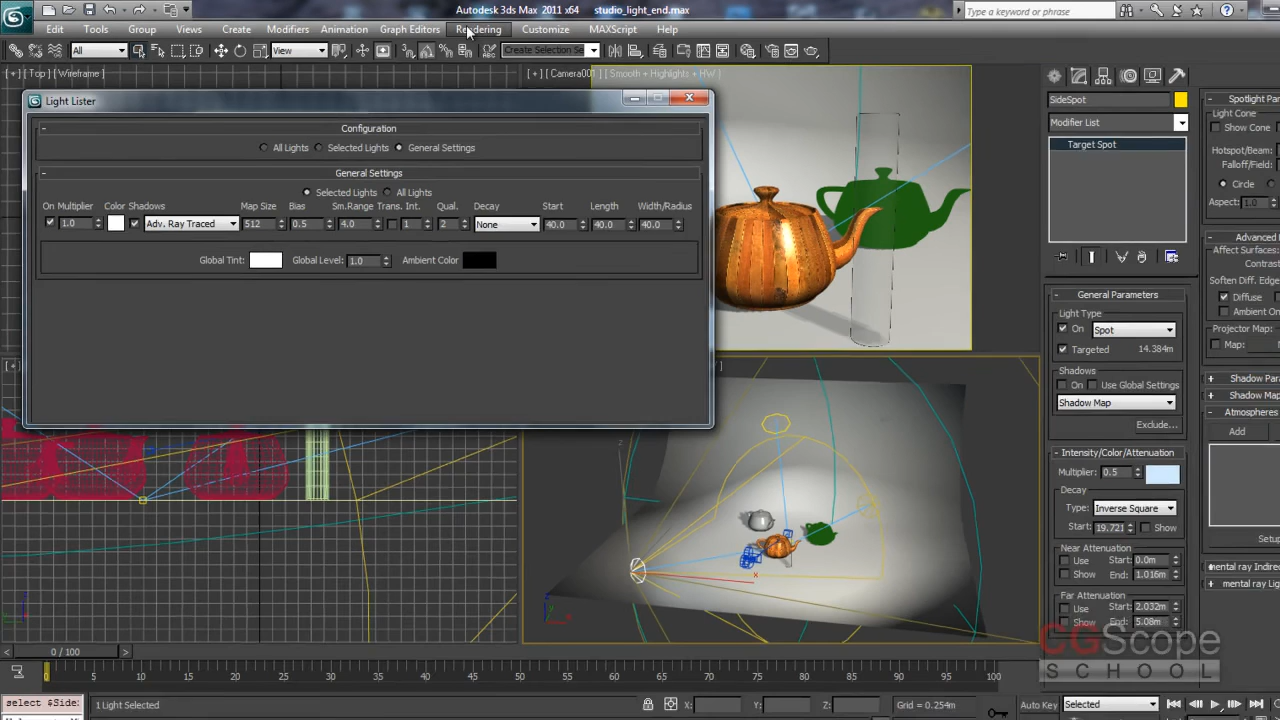 Autodesk 3ds Max 2011 x64 studio_light_end.max
Type a keyword or phrase
Edit Tools Group Views Create Modifiers Animation Graph Editors Rendering Customize MAXScript Help
All View Create Selection Se
[ + ] [ Top ] [ Wireframe ]
[ + ] [ Camera001 ] [ Smooth + Highlights + HW ]
Light Lister
Configuration
All Lights Selected Lights General Settings
General Settings
Selected Lights All Lights
On Multiplier Color Shadows Map Size Bias Sm.Range Trans. Int. Qual. Decay Start Length Width/Radius
1.0 Adv. Ray Traced 512 0.5 4.0 1 2 None 40.0 40.0 40.0
Global Tint: Global Level: 1.0 Ambient Color
SideSpot
Modifier List
Target Spot
General Parameters
Light Type
On Spot
Targeted 14.384m
Shadows
On Use Global Settings
Shadow Map
Exclude...
Intensity/Color/Attenuation
Multiplier: 0.5
Decay
Type: Inverse Square
Start: 19.721 Show
Near Attenuation
Use Start: 0.0m
Show End: 1.016m
Far Attenuation
Use Start: 2.032m
Show End: 5.08m
Spotlight Par
Light Cone
Show Cone
Hotspot/Beam:
Falloff/Field:
Circle
Aspect: 1.0
Advanced
Affect Surfaces:
Contrast
Soften Diff. Edge
Diffuse
Ambient On
Projector Map:
Map:
Shadow Para
Shadow Map
Atmospheres
Add
Setup
mental ray Indirec
mental ray Light
CGScope
SCHOOL
0 / 100
0 5 10 15 20 25 30 35 40 45 50 55 60 65 70 75 80 85 90 95 100
select $Side: 1 Light Selected X: Y: Z: Grid = 0.254m Auto Key Selected